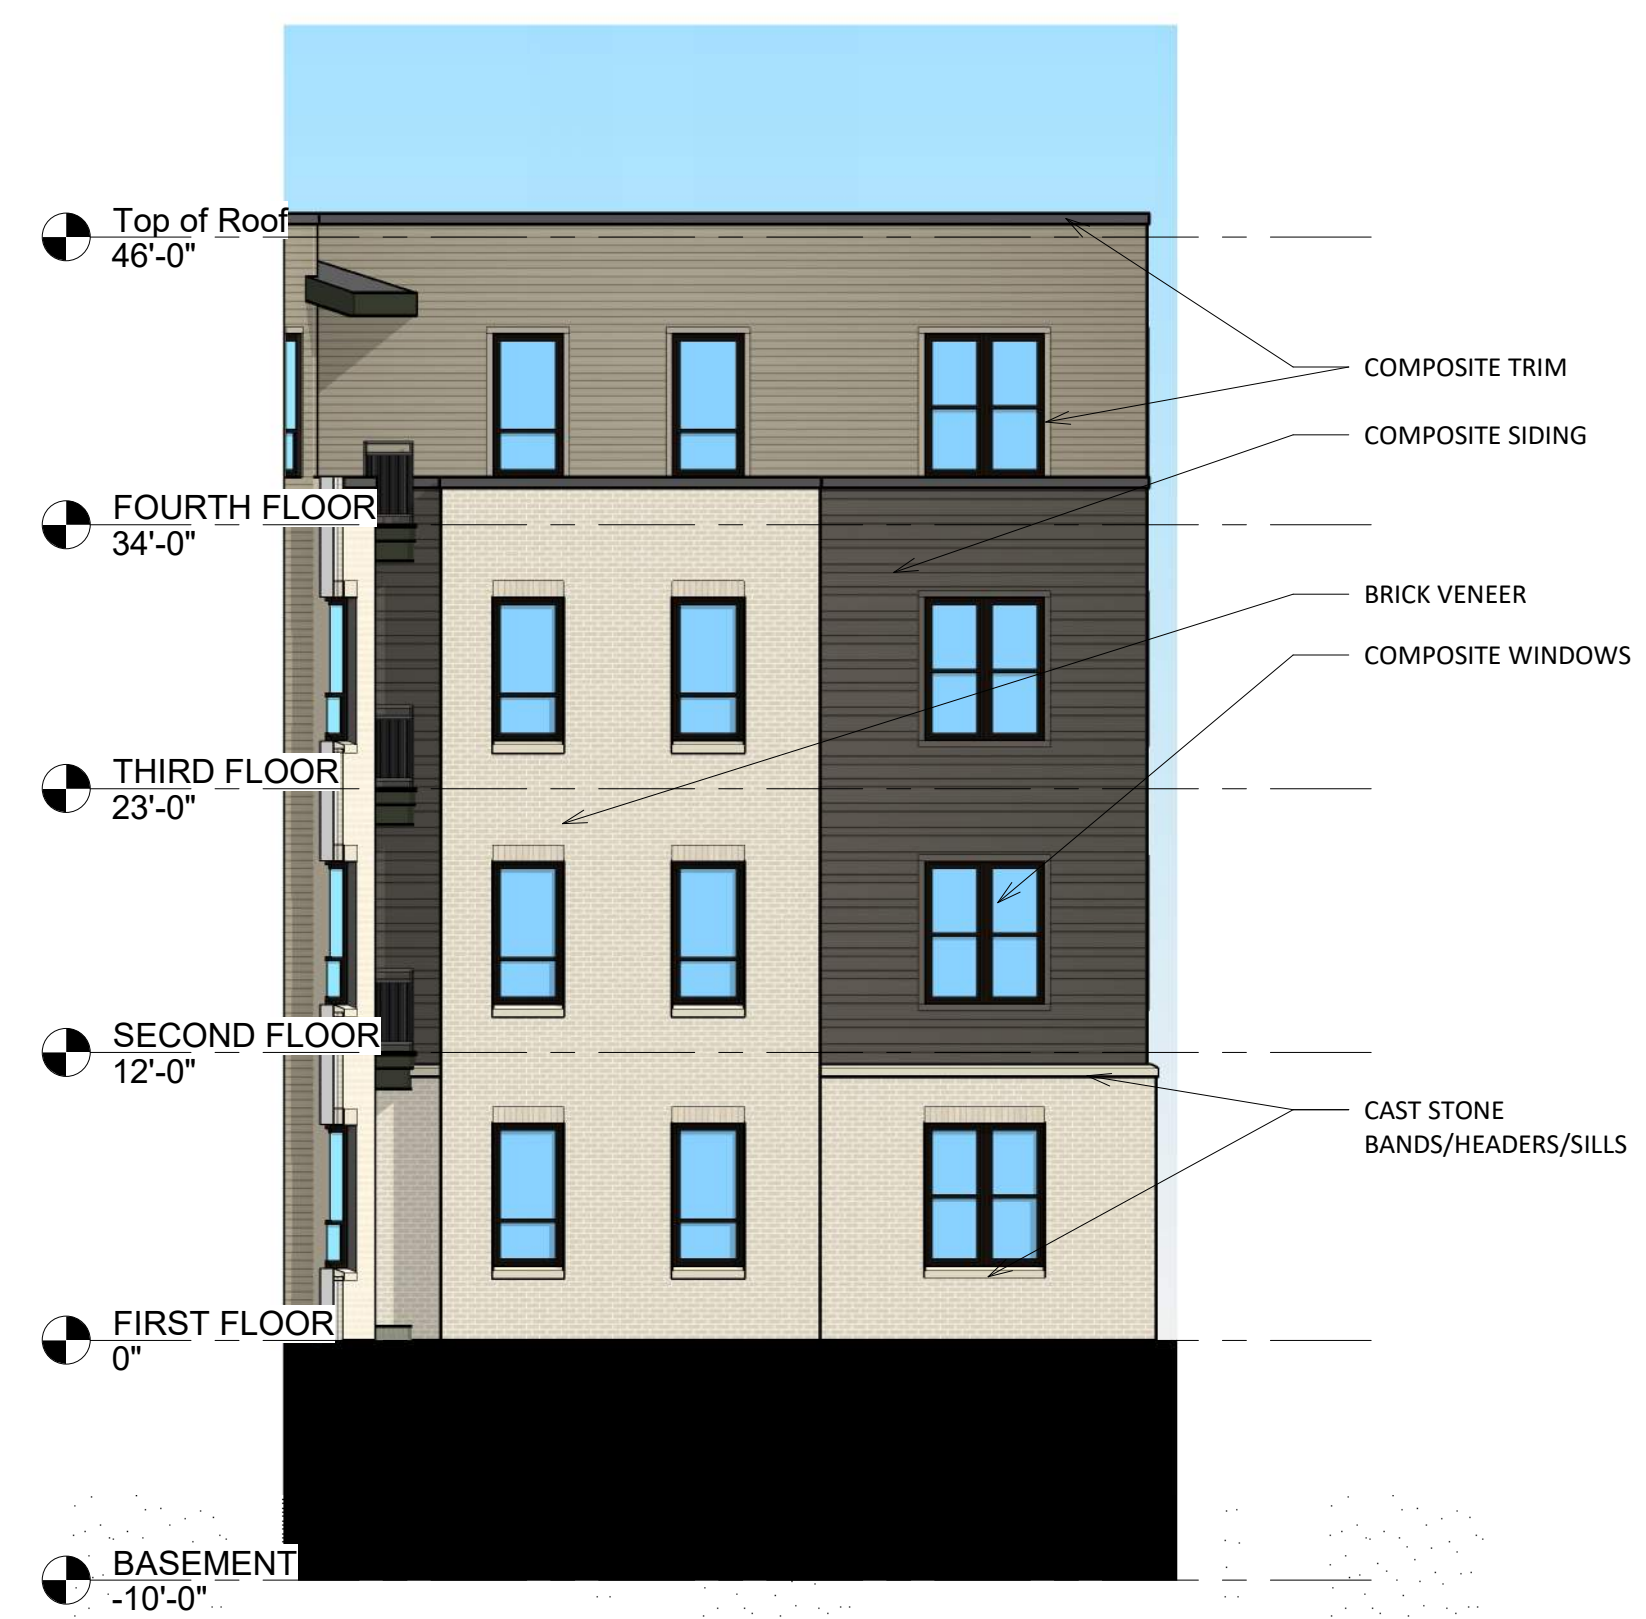 Top of Roof
46'-0"
COMPOSITE TRIM
COMPOSITE SIDING
FOURTH FLOOR
34'-0"
BRICK VENEER
COMPOSITE WINDOWS
THIRD FLOOR
23'-0"
SECOND FLOOR
12'-0"
CAST STONE
BANDS/HEADERS/SILLS
FIRST FLOOR
0"
BASEMENT
-10'-0"